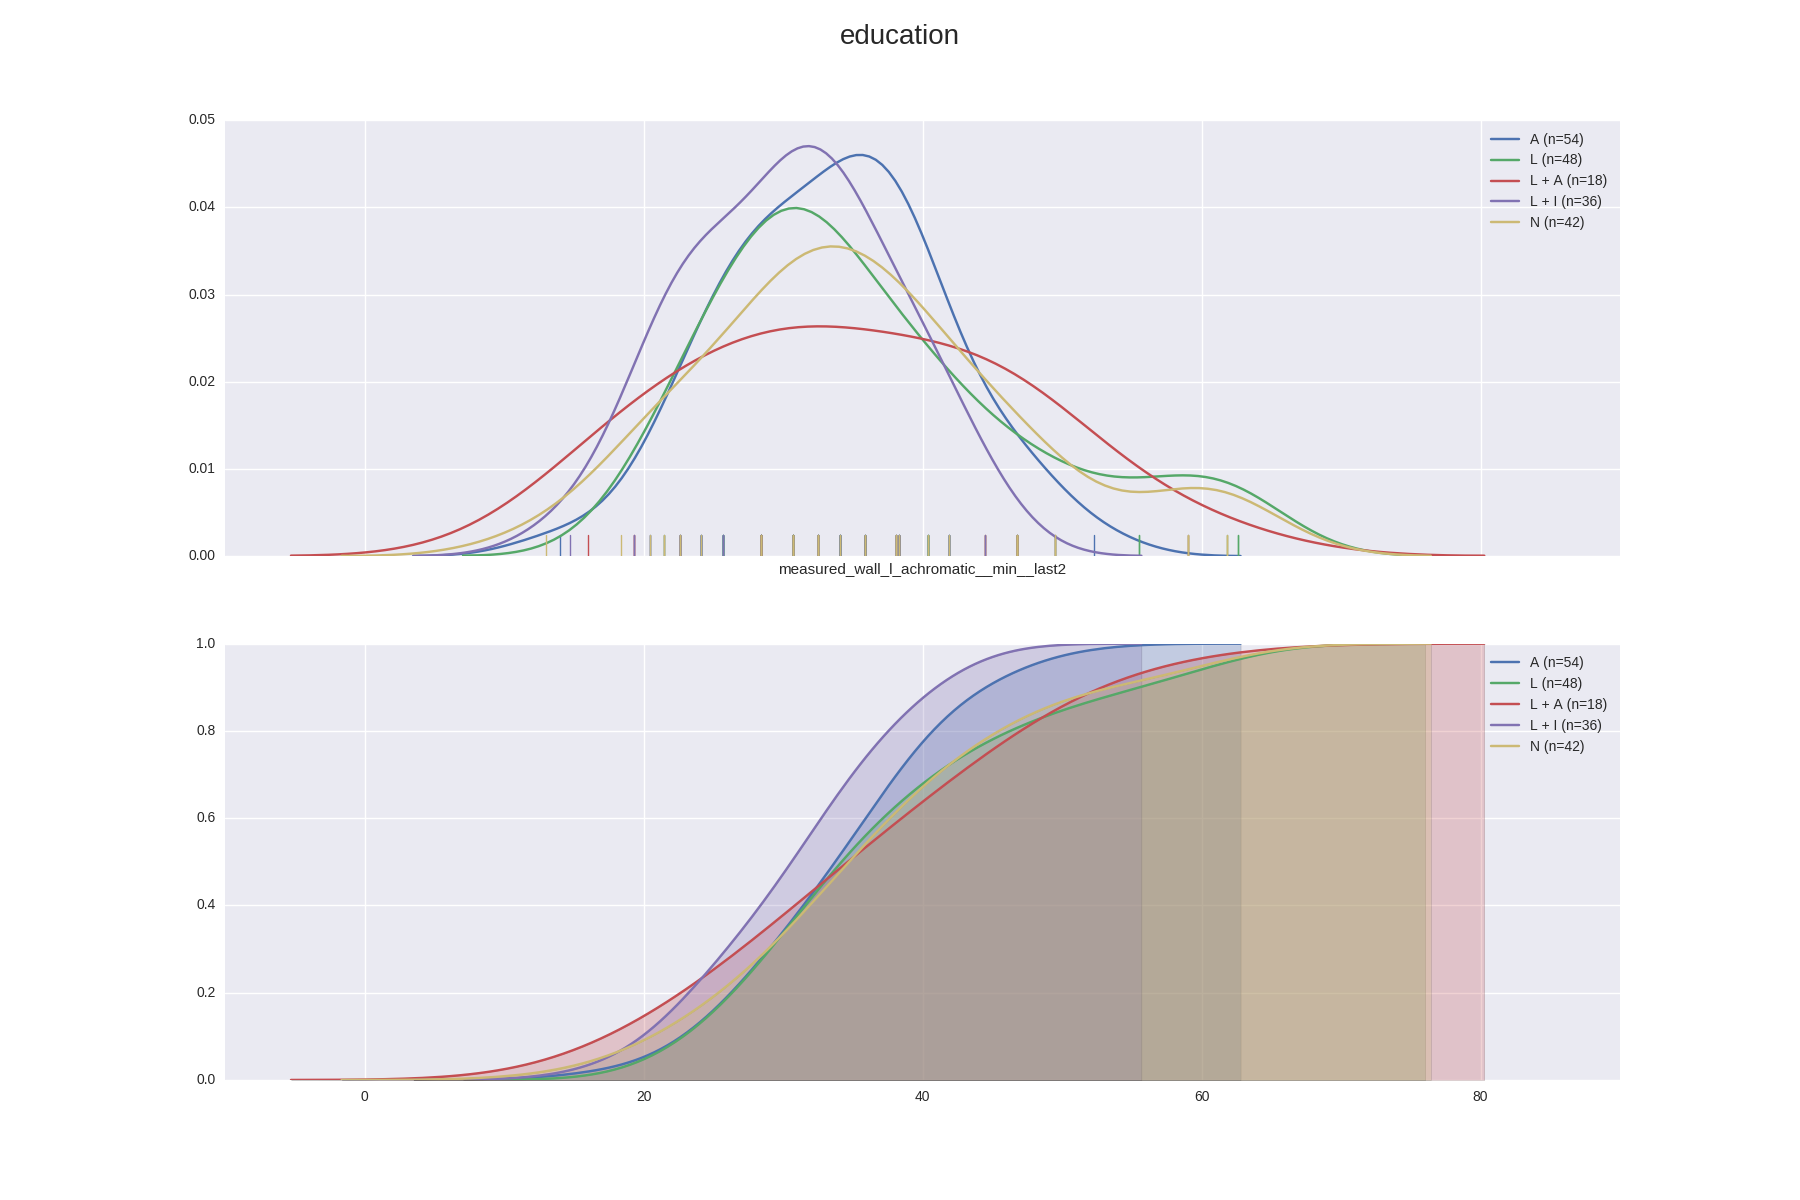 education
0.05
0.04
0.03
0.02
0.01
0.00
A (n=54)
L (n=48)
L + A (n=18)
L + I (n=36)
N (n=42)
measured_wall_l_achromatic__min__last2
1.0
0.8
0.6
0.4
0.2
0.0
A (n=54)
L (n=48)
L + A (n=18)
L + I (n=36)
N (n=42)
0 20 40 60 80